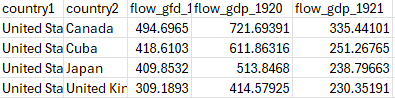 country1 country2 flow_gfd_1 flow_gdp_1920 flow_gdp_1921
United Sta Canada 494.6965 721.69391 335.44101
United Sta Cuba 418.6103 611.86316 251.26765
United Sta Japan 409.8532 513.8468 238.79663
United Sta United Kin 309.1893 414.57925 230.35191